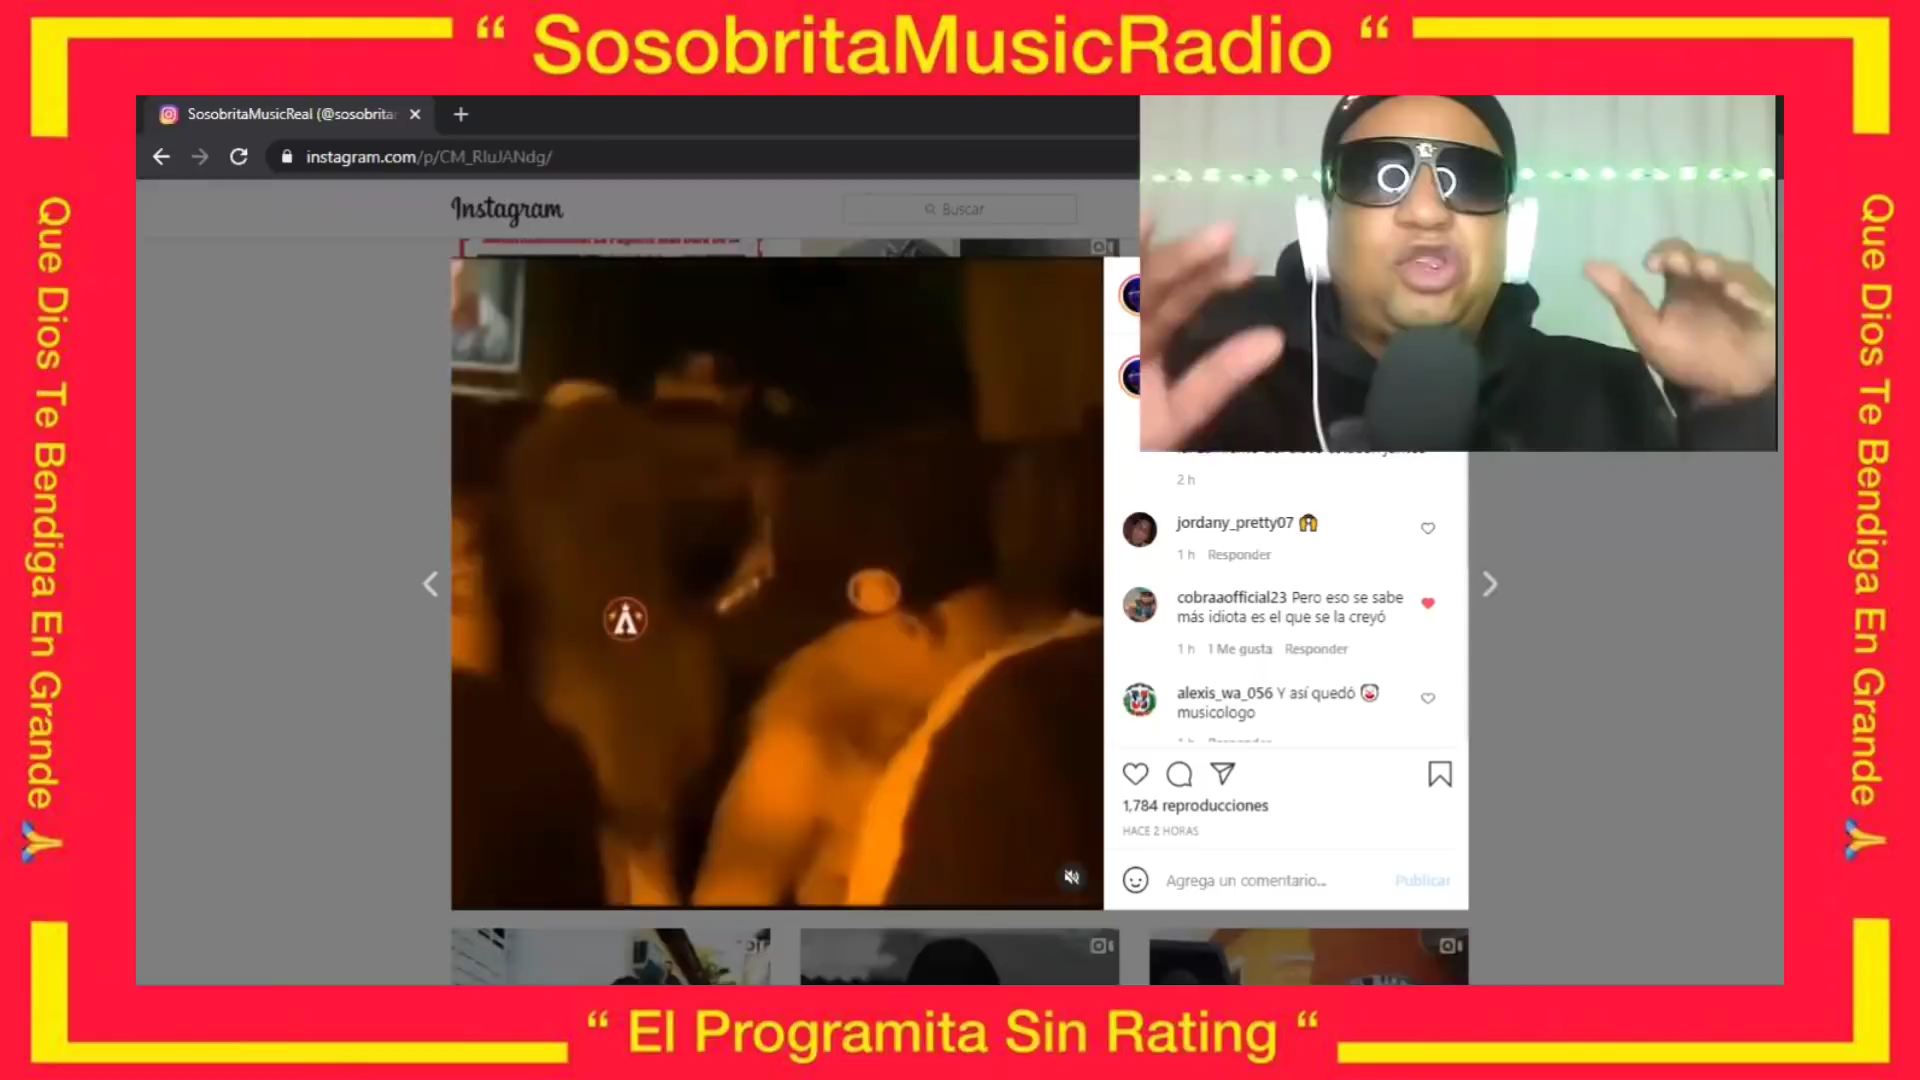 “ SosobritaMusicRadio “
SosobritaMusicReal (@sosobritar
instagram.com/p/CM_RIuJANdg/
Instagram
Buscar
Que Dios Te Bendiga En Grande 🙏
Que Dios Te Bendiga En Grande 🙏
2 h
jordany_pretty07 🙌
1 h Responder
cobraaofficial23 Pero eso se sabe
más idiota es el que se la creyó
1 h 1 Me gusta Responder
alexis_wa_056 Y así quedó 🤡
musicologo
1,784 reproducciones
HACE 2 HORAS
Agrega un comentario...
Publicar
“ El Programita Sin Rating “